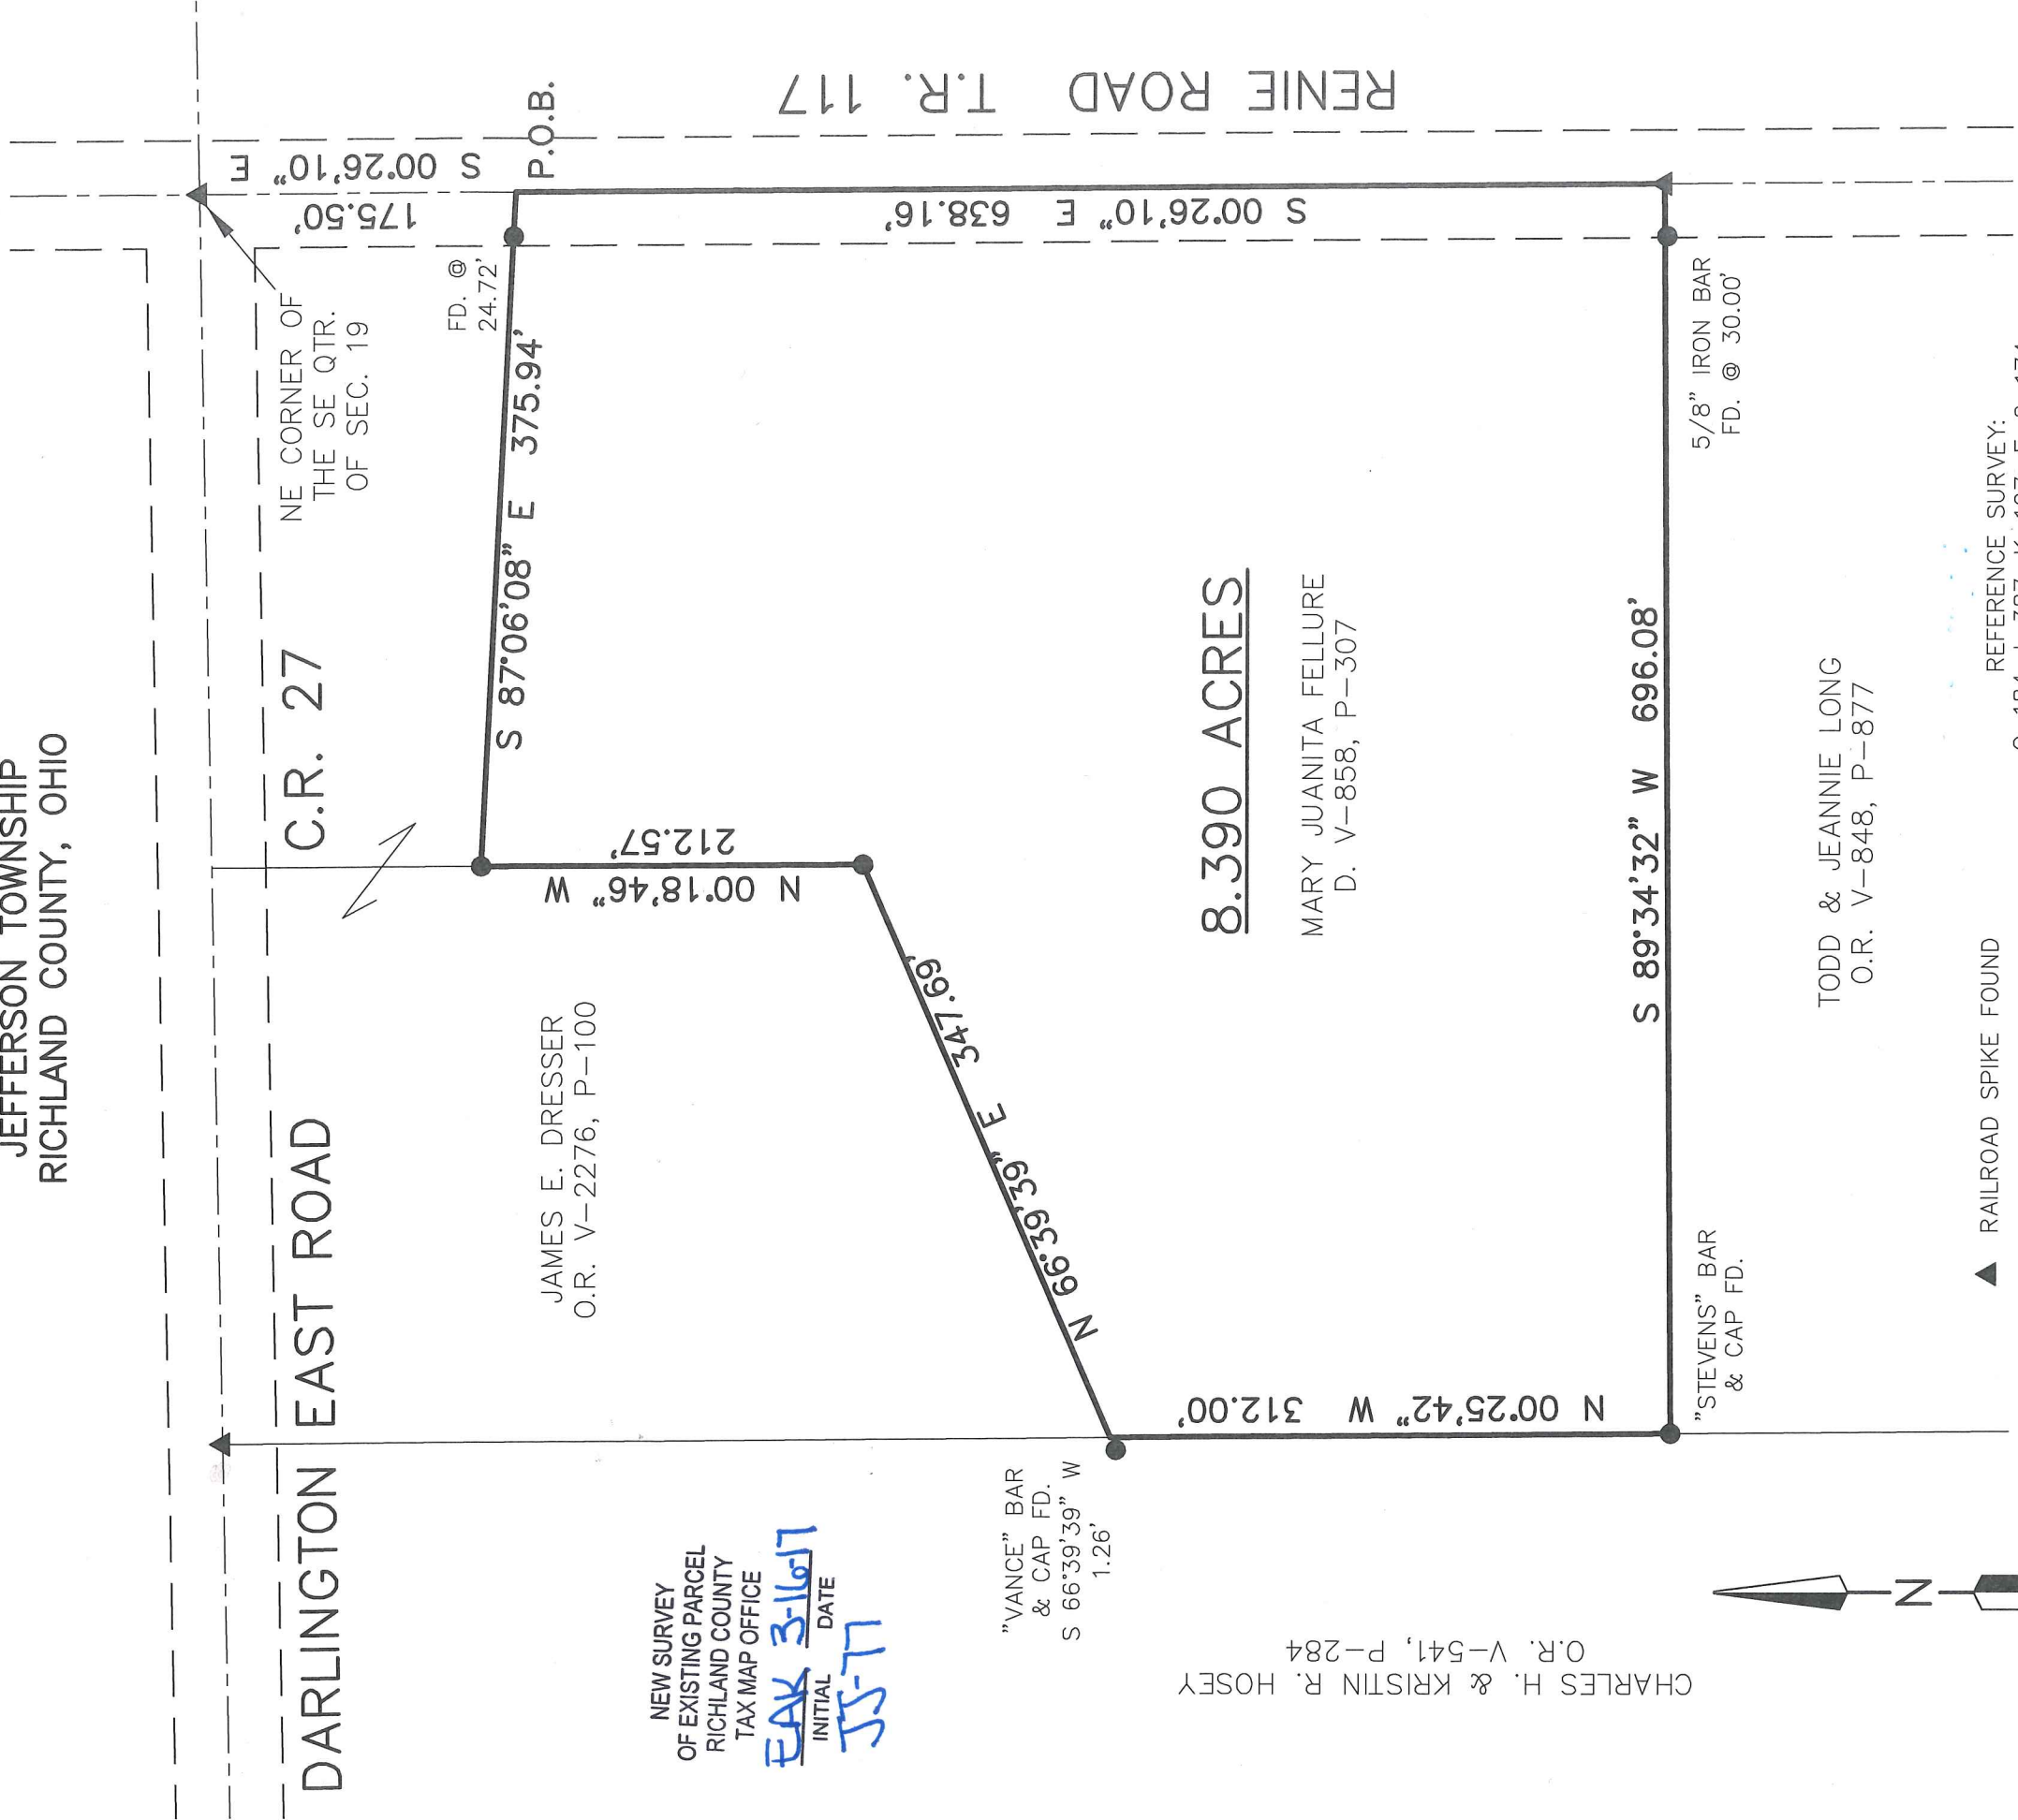 JEFFERSON TOWNSHIP
RICHLAND COUNTY, OHIO
RENIE ROAD T.R. 117
S 00°26'10" E
175.50'
P.O.B.
NE CORNER OF
THE SE QTR.
OF SEC. 19
C.R. 27
DARLINGTON EAST ROAD
FD. @
24.72'
S 87°06'08" E 375.94'
S 00°26'10" E 638.16'
212.57'
N 00°18'46" W
JAMES E. DRESSER
O.R. V-2276, P-100
N 66°39'39" E 347.69'
8.390 ACRES
MARY JUANITA FELLURE
D. V-858, P-307
5/8" IRON BAR
FD. @ 30.00'
S 89°34'32" W 696.08'
N 00°25'42" W 312.00'
"VANCE" BAR
& CAP FD.
S 66°39'39" W
1.26'
"STEVENS" BAR
& CAP FD.
NEW SURVEY
OF EXISTING PARCEL
RICHLAND COUNTY
TAX MAP OFFICE
EAK 3-16-17
INITIAL DATE
JJ-77
CHARLES H. & KRISTIN R. HOSEY
O.R. V-541, P-284
TODD & JEANNIE LONG
O.R. V-848, P-877
N
RAILROAD SPIKE FOUND
REFERENCE SURVEY: